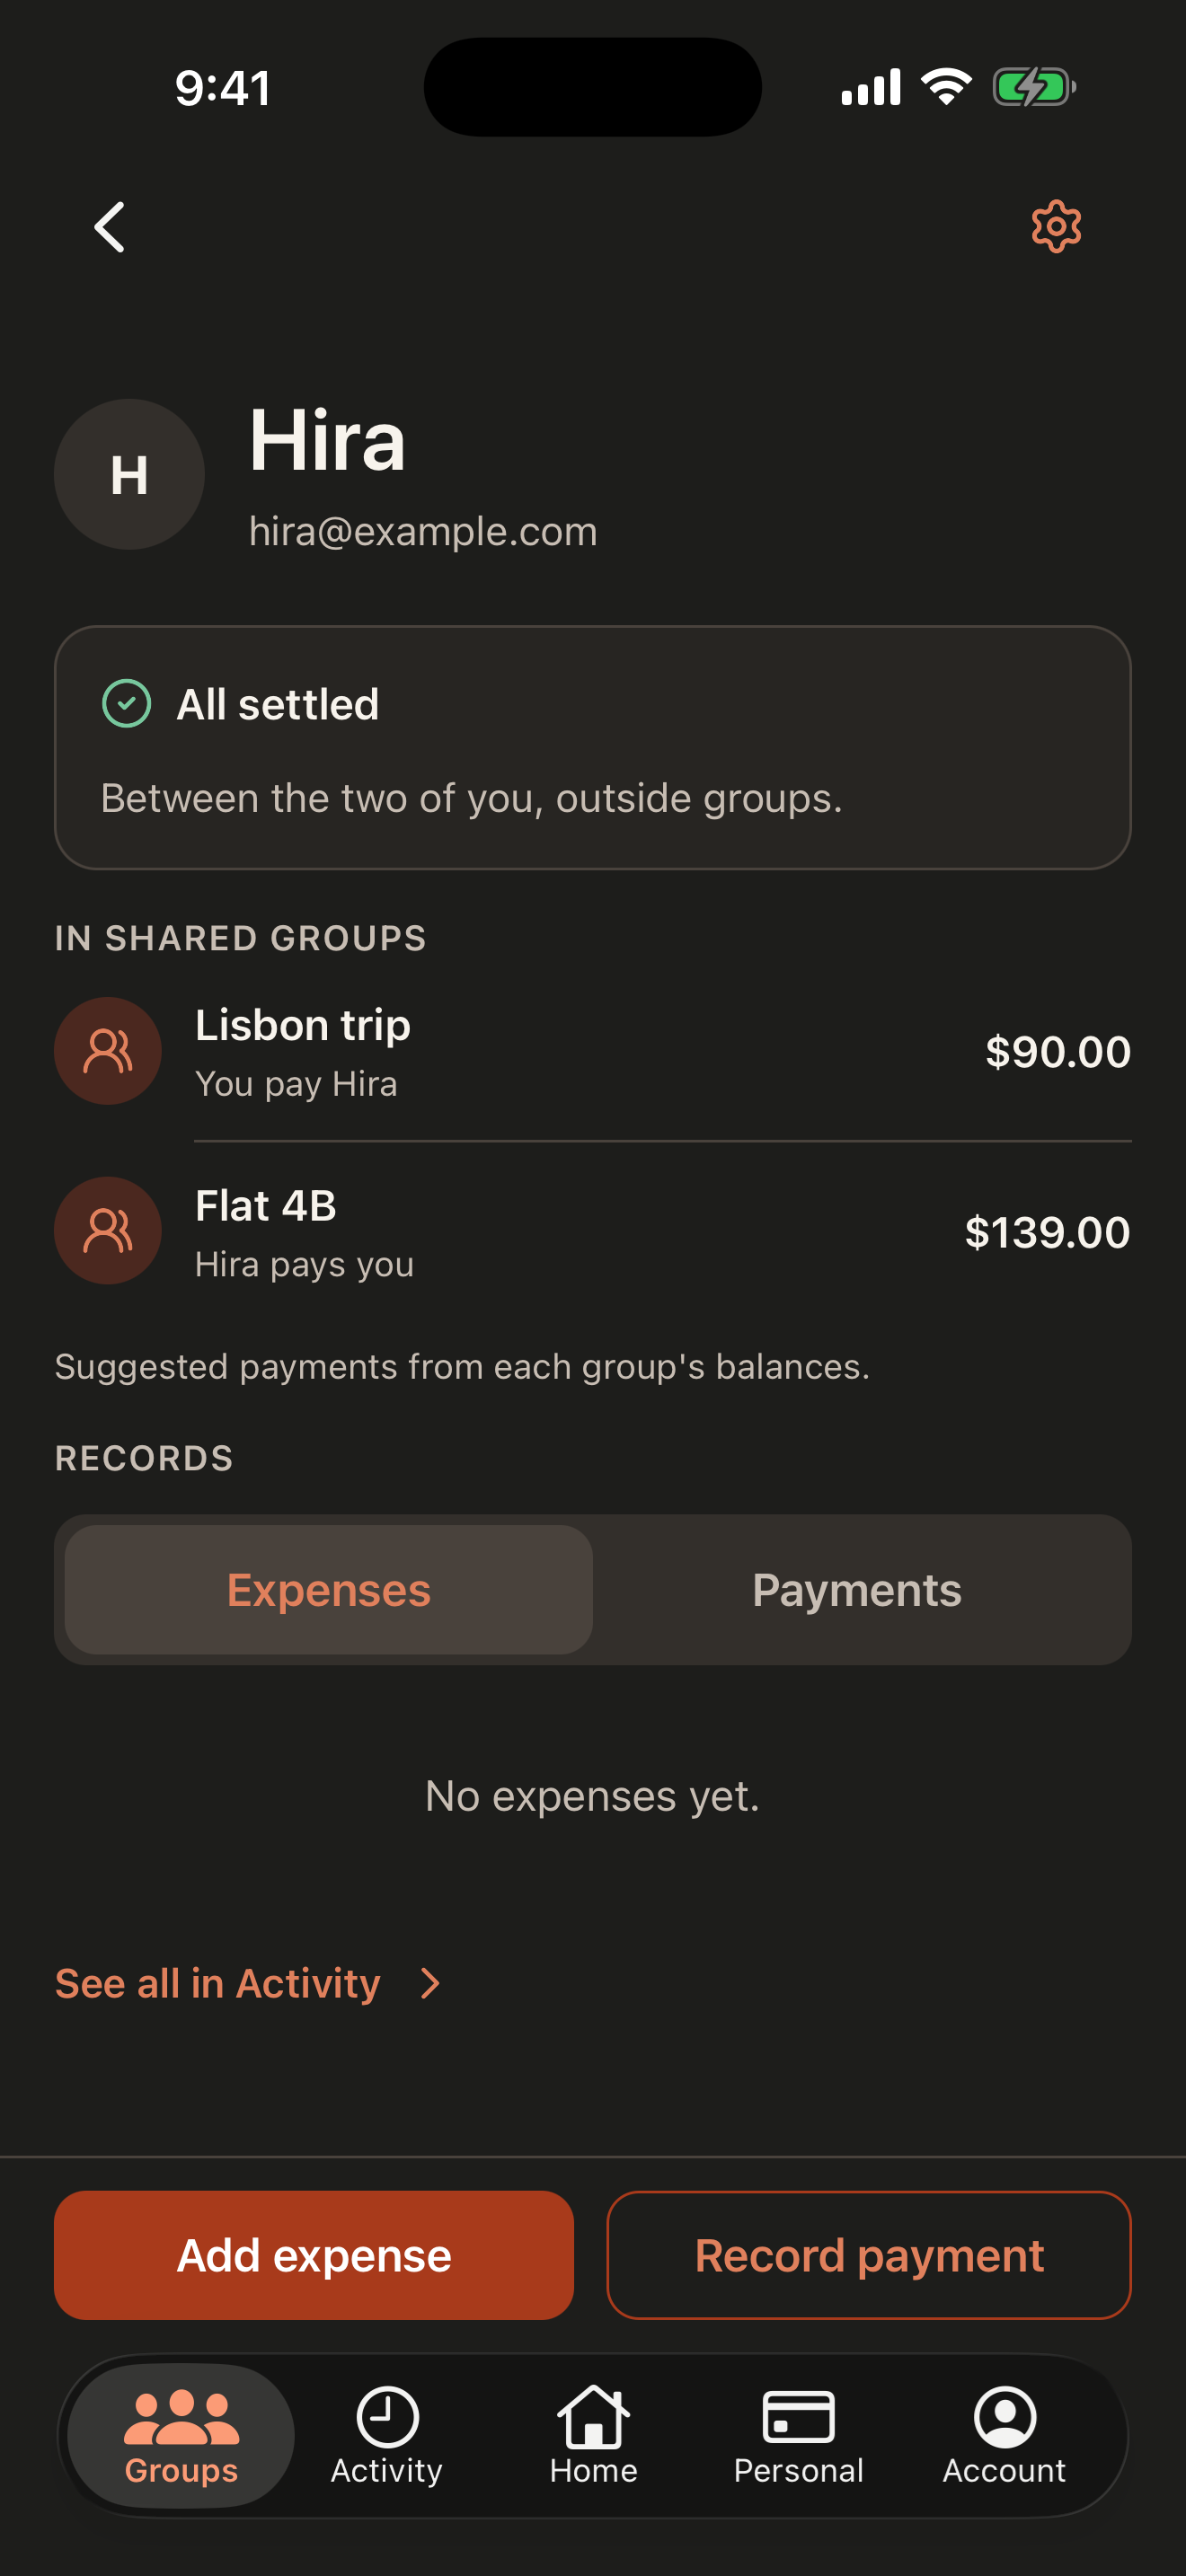 9:41
H
Hira
hira@example.com
All settled
Between the two of you, outside groups.
IN SHARED GROUPS
Lisbon trip
You pay Hira
$90.00
Flat 4B
Hira pays you
$139.00
Suggested payments from each group's balances.
RECORDS
Expenses
Payments
No expenses yet.
See all in Activity
Add expense
Record payment
Groups
Activity
Home
Personal
Account